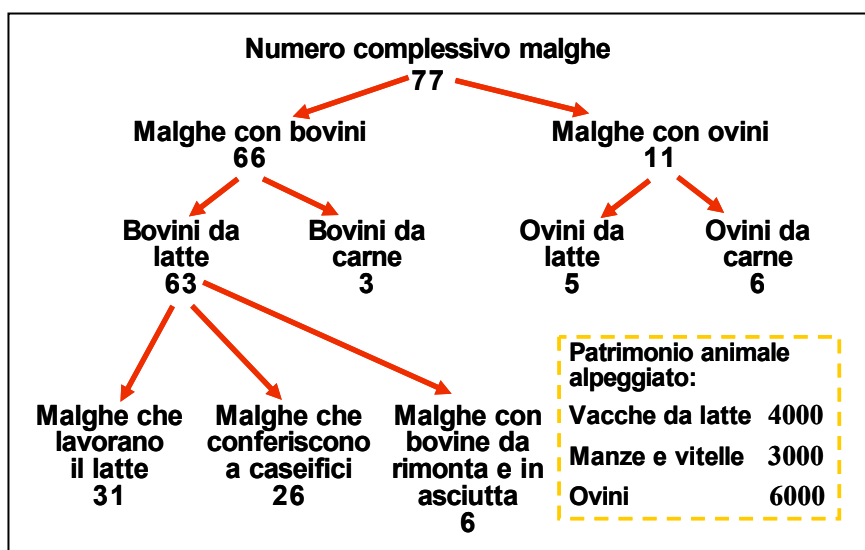 Numero complessivo malghe
77
Malghe con bovini
66
Malghe con ovini
11
Bovini da
latte
63
Bovini da
carne
3
Ovini da
latte
5
Ovini da
carne
6
Malghe che
lavorano
il latte
31
Malghe che
conferiscono
a caseifici
26
Malghe con
bovine da
rimonta e in
asciutta
6
Patrimonio animale
alpeggiato:
Vacche da latte 4000
Manze e vitelle 3000
Ovini 6000